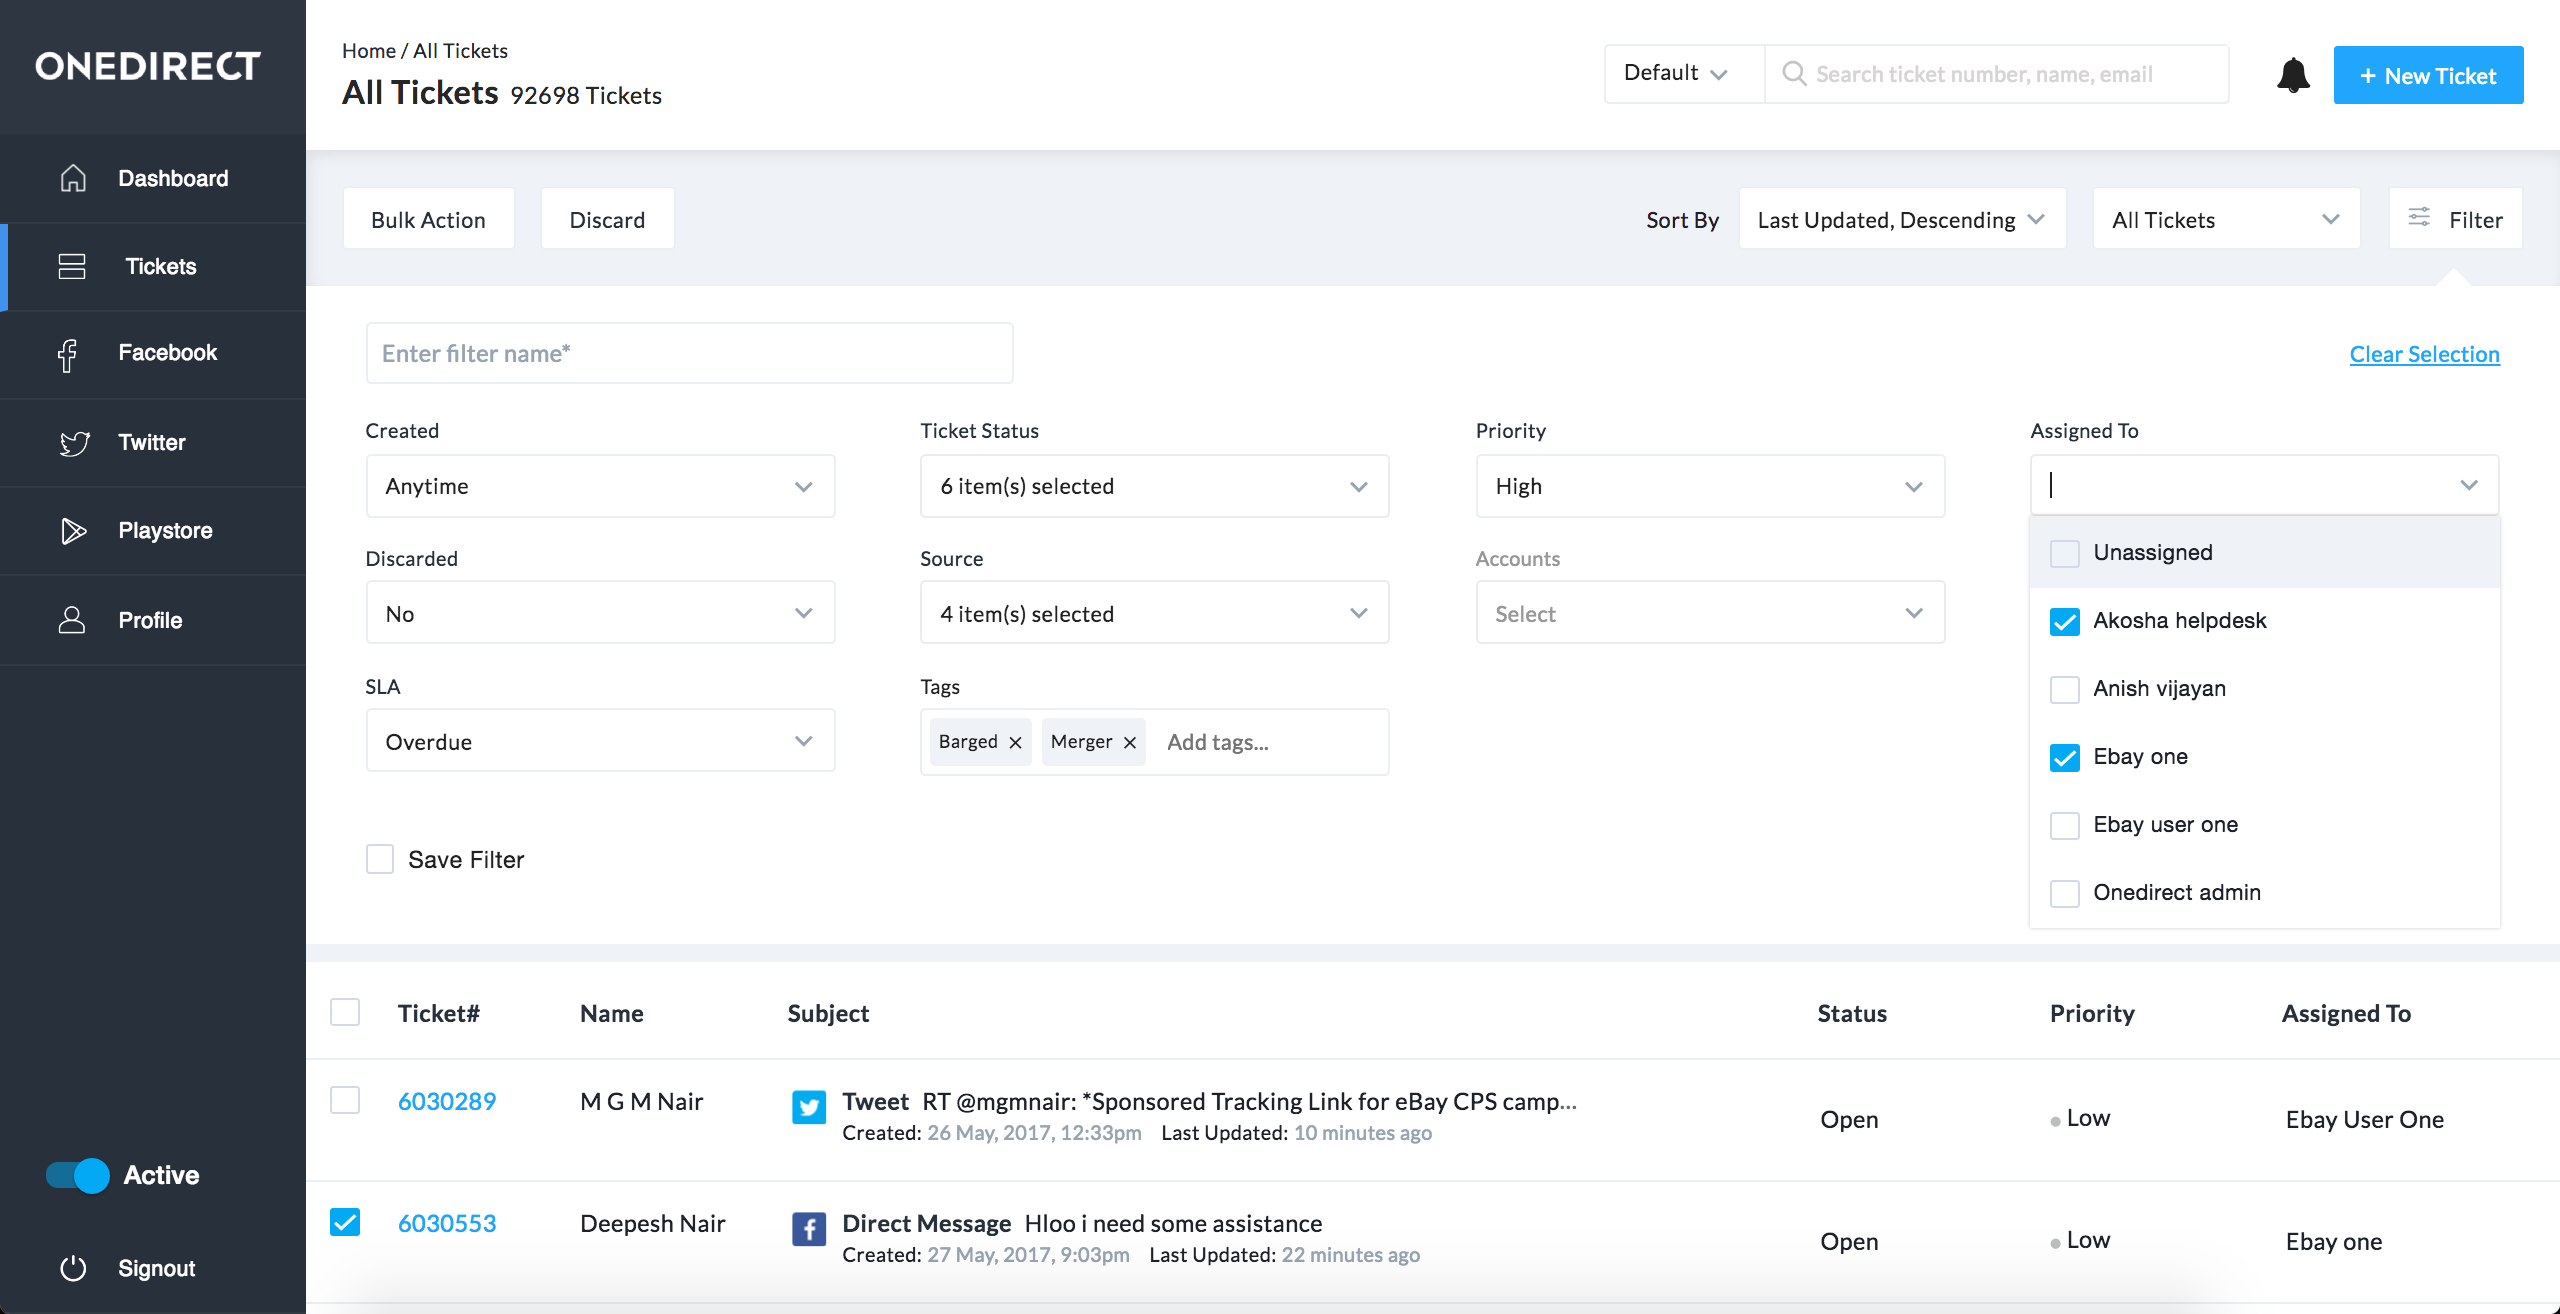 ONEDIRECT
Dashboard
Tickets
Facebook
Twitter
Playstore
Profile
Active
Signout
Home / All Tickets
All Tickets 92698 Tickets
Default
Search ticket number, name, email
+ New Ticket
Bulk Action
Discard
Sort By
Last Updated, Descending
All Tickets
Filter
Enter filter name*
Clear Selection
Created
Anytime
Ticket Status
6 item(s) selected
Priority
High
Assigned To
Unassigned
Akosha helpdesk
Anish vijayan
Ebay one
Ebay user one
Onedirect admin
Discarded
No
Source
4 item(s) selected
Accounts
Select
SLA
Overdue
Tags
Barged × Merger × Add tags...
Save Filter
Ticket# Name Subject Status Priority Assigned To
6030289 M G M Nair Tweet RT @mgmnair: *Sponsored Tracking Link for eBay CPS camp... Open Low Ebay User One
Created: 26 May, 2017, 12:33pm Last Updated: 10 minutes ago
6030553 Deepesh Nair Direct Message Hloo i need some assistance Open Low Ebay one
Created: 27 May, 2017, 9:03pm Last Updated: 22 minutes ago